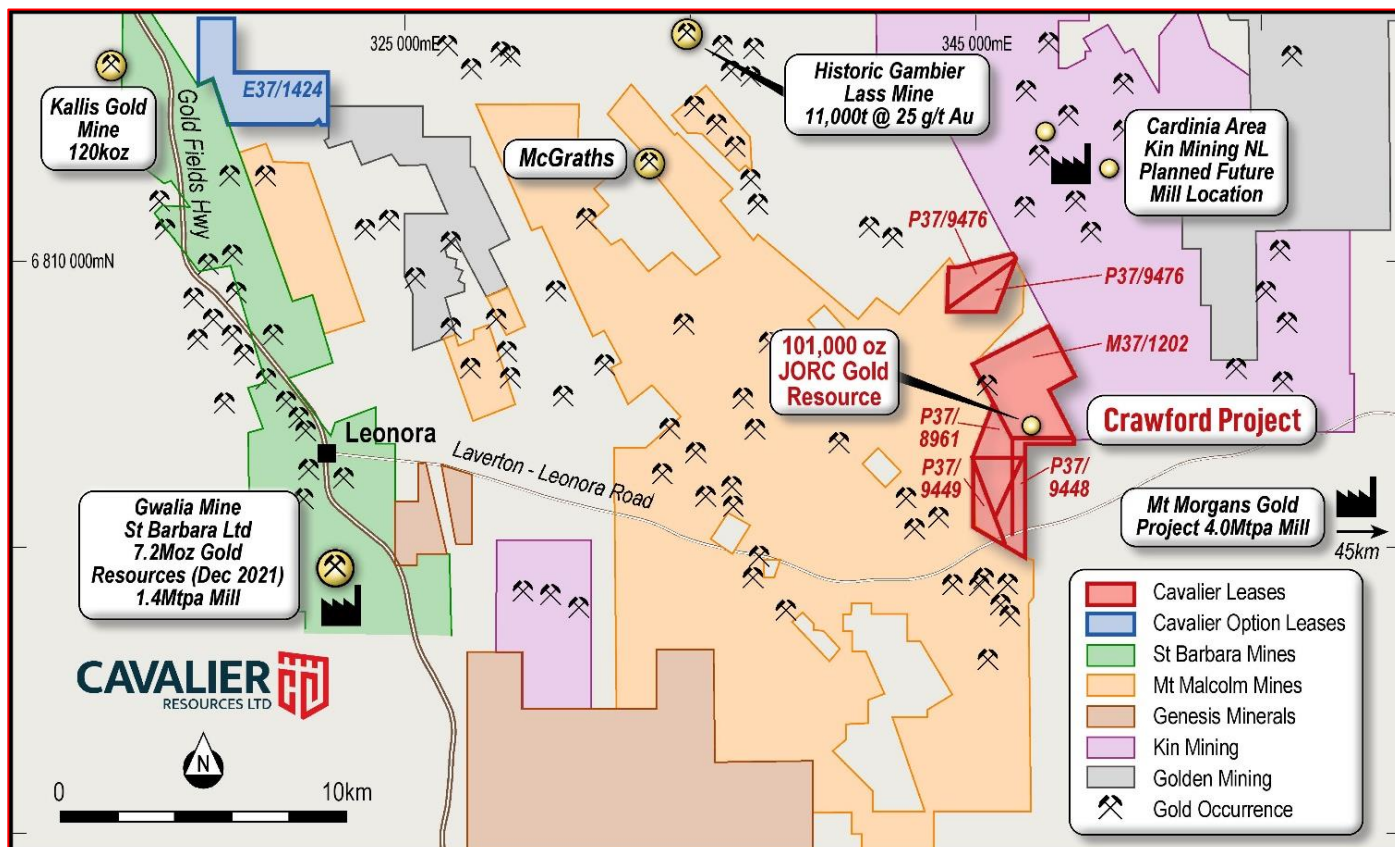 325 000mE
345 000mE
Kallis Gold
Mine
120koz
Gold Fields Hwy
E37/1424
Historic Gambier
Lass Mine
11,000t @ 25 g/t Au
McGraths
Cardinia Area
Kin Mining NL
Planned Future
Mill Location
6 810 000mN
P37/9476
P37/9476
M37/1202
101,000 oz
JORC Gold
Resource
Crawford Project
P37/
8961
P37/
9449
P37/
9448
Leonora
Laverton - Leonora Road
Gwalia Mine
St Barbara Ltd
7.2Moz Gold
Resources (Dec 2021)
1.4Mtpa Mill
Mt Morgans Gold
Project 4.0Mtpa Mill
45km
CAVALIER
RESOURCES LTD
N
0 10km
Cavalier Leases
Cavalier Option Leases
St Barbara Mines
Mt Malcolm Mines
Genesis Minerals
Kin Mining
Golden Mining
Gold Occurrence